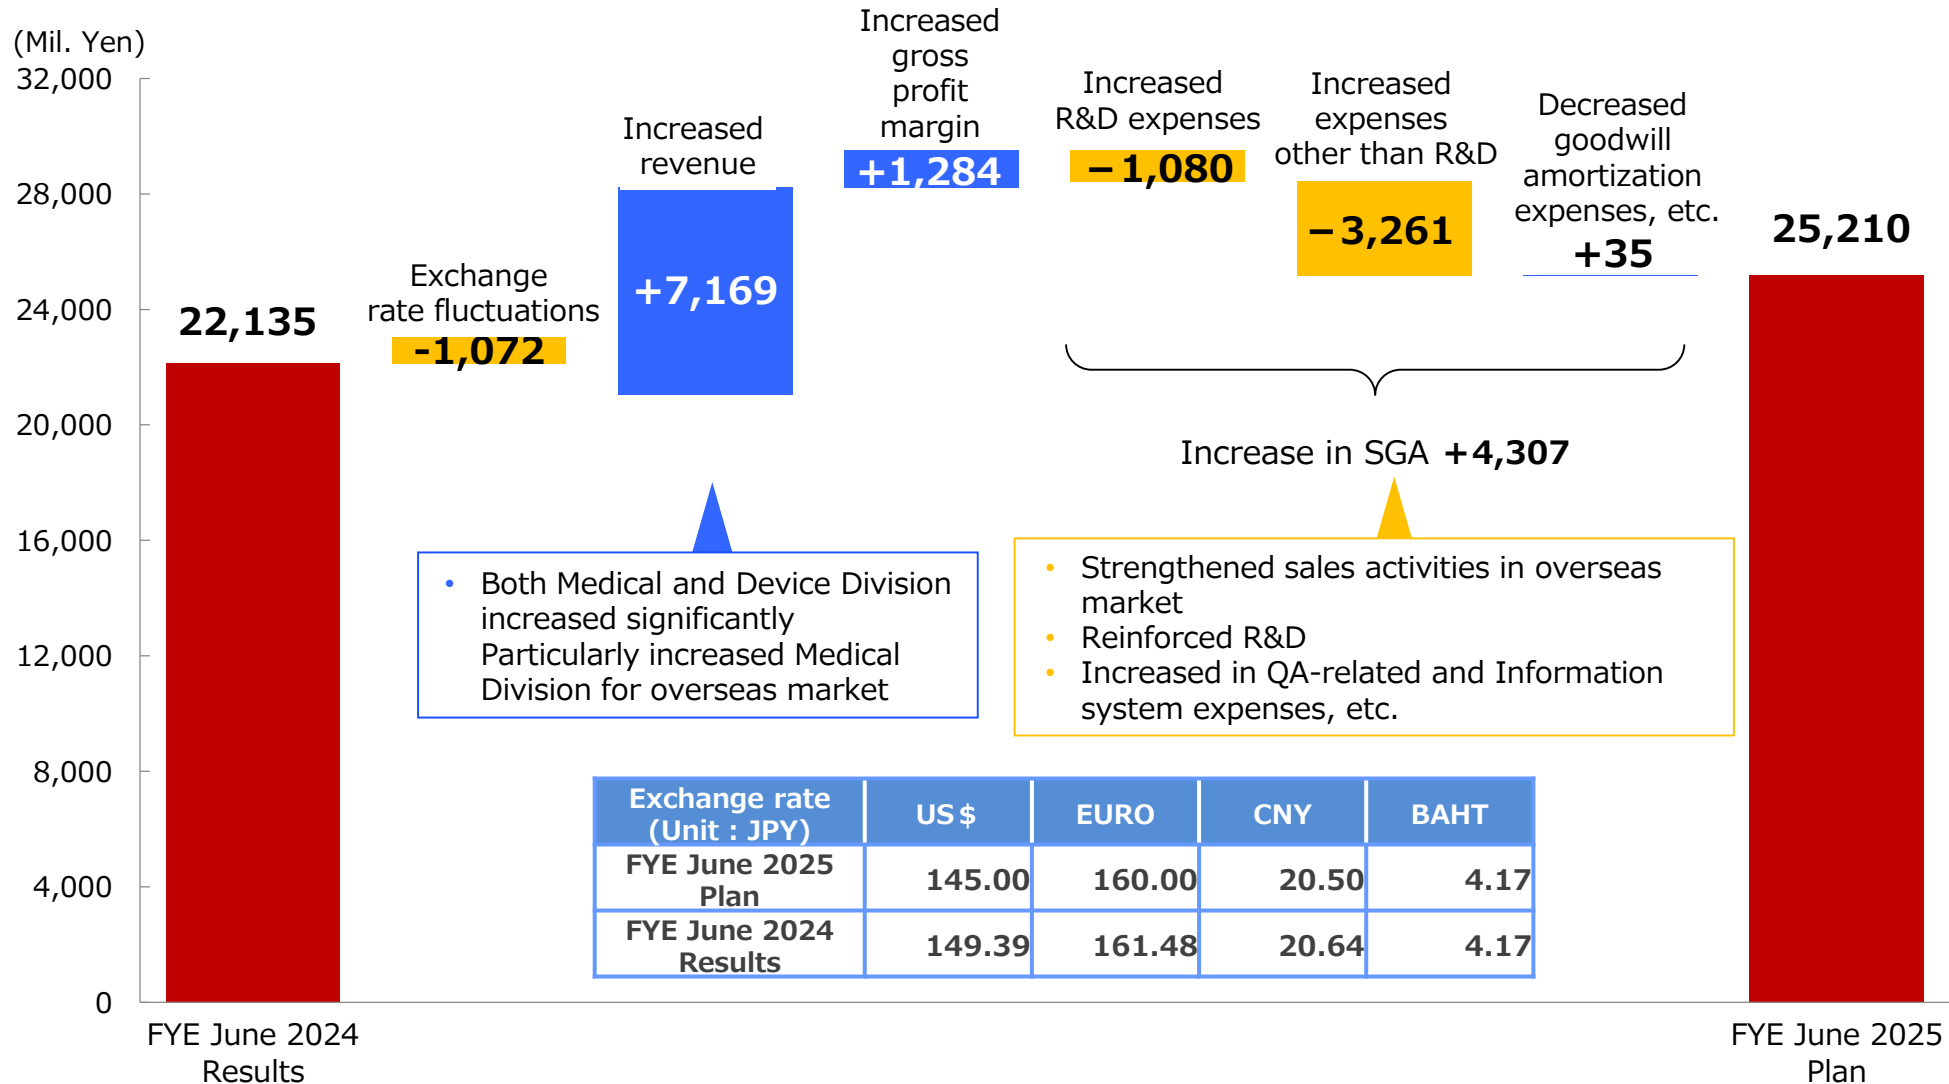 (Mil. Yen)
32,000
28,000
24,000
20,000
16,000
12,000
8,000
4,000
0
22,135
FYE June 2024
Results
Exchange
rate fluctuations
-1,072
Increased
revenue
+7,169
Increased
gross
profit
margin
+1,284
Increased
R&D expenses
−1,080
Increased
expenses
other than R&D
−3,261
Decreased
goodwill
amortization
expenses, etc.
+35
25,210
FYE June 2025
Plan
Increase in SGA +4,307
• Both Medical and Device Division
increased significantly
Particularly increased Medical
Division for overseas market
• Strengthened sales activities in overseas
market
• Reinforced R&D
• Increased in QA-related and Information
system expenses, etc.
Exchange rate
(Unit : JPY)
US$ EURO CNY BAHT
FYE June 2025
Plan
145.00 160.00 20.50 4.17
FYE June 2024
Results
149.39 161.48 20.64 4.17